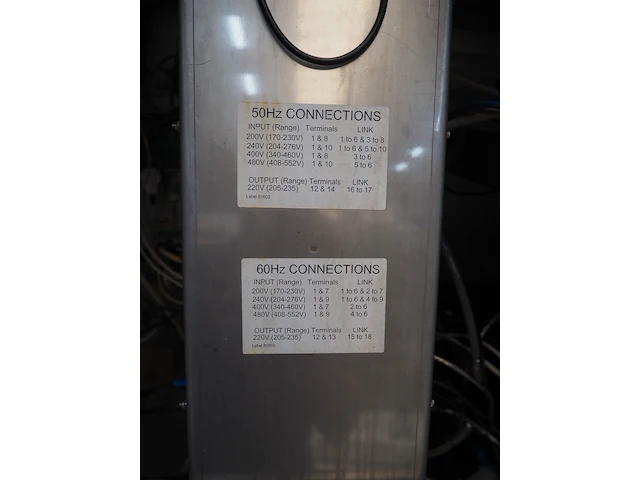 50Hz CONNECTIONS
INPUT (Range) Terminals LINK
200V (170-230V) 1 & 8 1 to 6 & 3 to 8
240V (204-276V) 1 & 10 1 to 6 & 5 to 10
400V (340-460V) 1 & 8 3 to 6
480V (408-552V) 1 & 10 5 to 6
OUTPUT (Range) Terminals LINK
220V (205-235) 12 & 14 16 to 17
60Hz CONNECTIONS
INPUT (Range) Terminals LINK
200V (170-230V) 1 & 7 1 to 6 & 2 to 7
240V (204-276V) 1 & 9 1 to 6 & 4 to 9
400V (340-460V) 1 & 7 2 to 6
480V (408-552V) 1 & 9 4 to 6
OUTPUT (Range) Terminals LINK
220V (205-235) 12 & 13 15 to 18